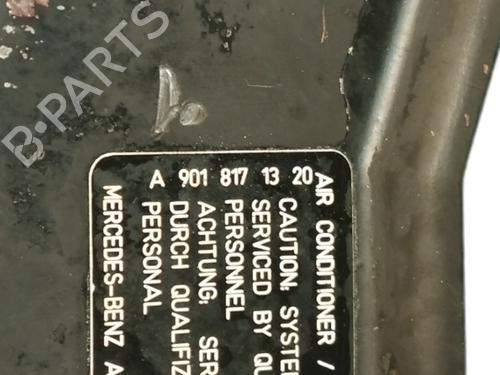 B-PARTS
A 901 817 13 20
AIR CONDITIONER /
CAUTION: SYSTEM
SERVICED BY QU
PERSONNEL
ACHTUNG: SER
DURCH QUALIFIZ
PERSONAL
MERCEDES-BENZ A